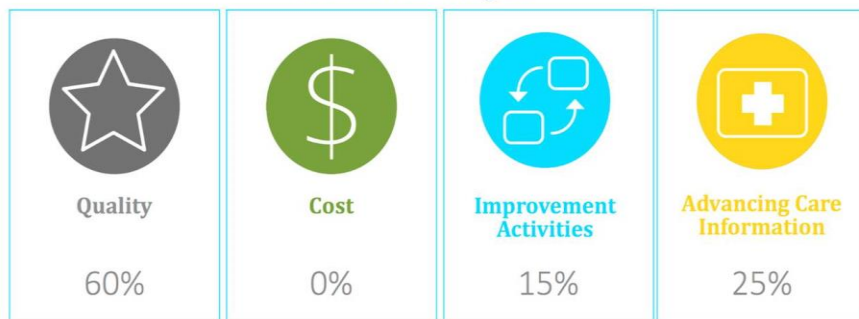 Quality
60%
Cost
0%
Improvement
Activities
15%
Advancing Care
Information
25%